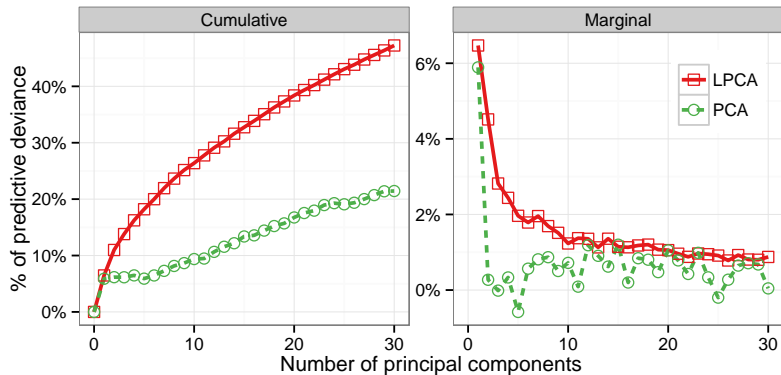 Cumulative
Marginal
% of predictive deviance
40%
30%
20%
10%
0%
0
10
20
30
6%
4%
2%
0%
0
10
20
30
LPCA
PCA
Number of principal components